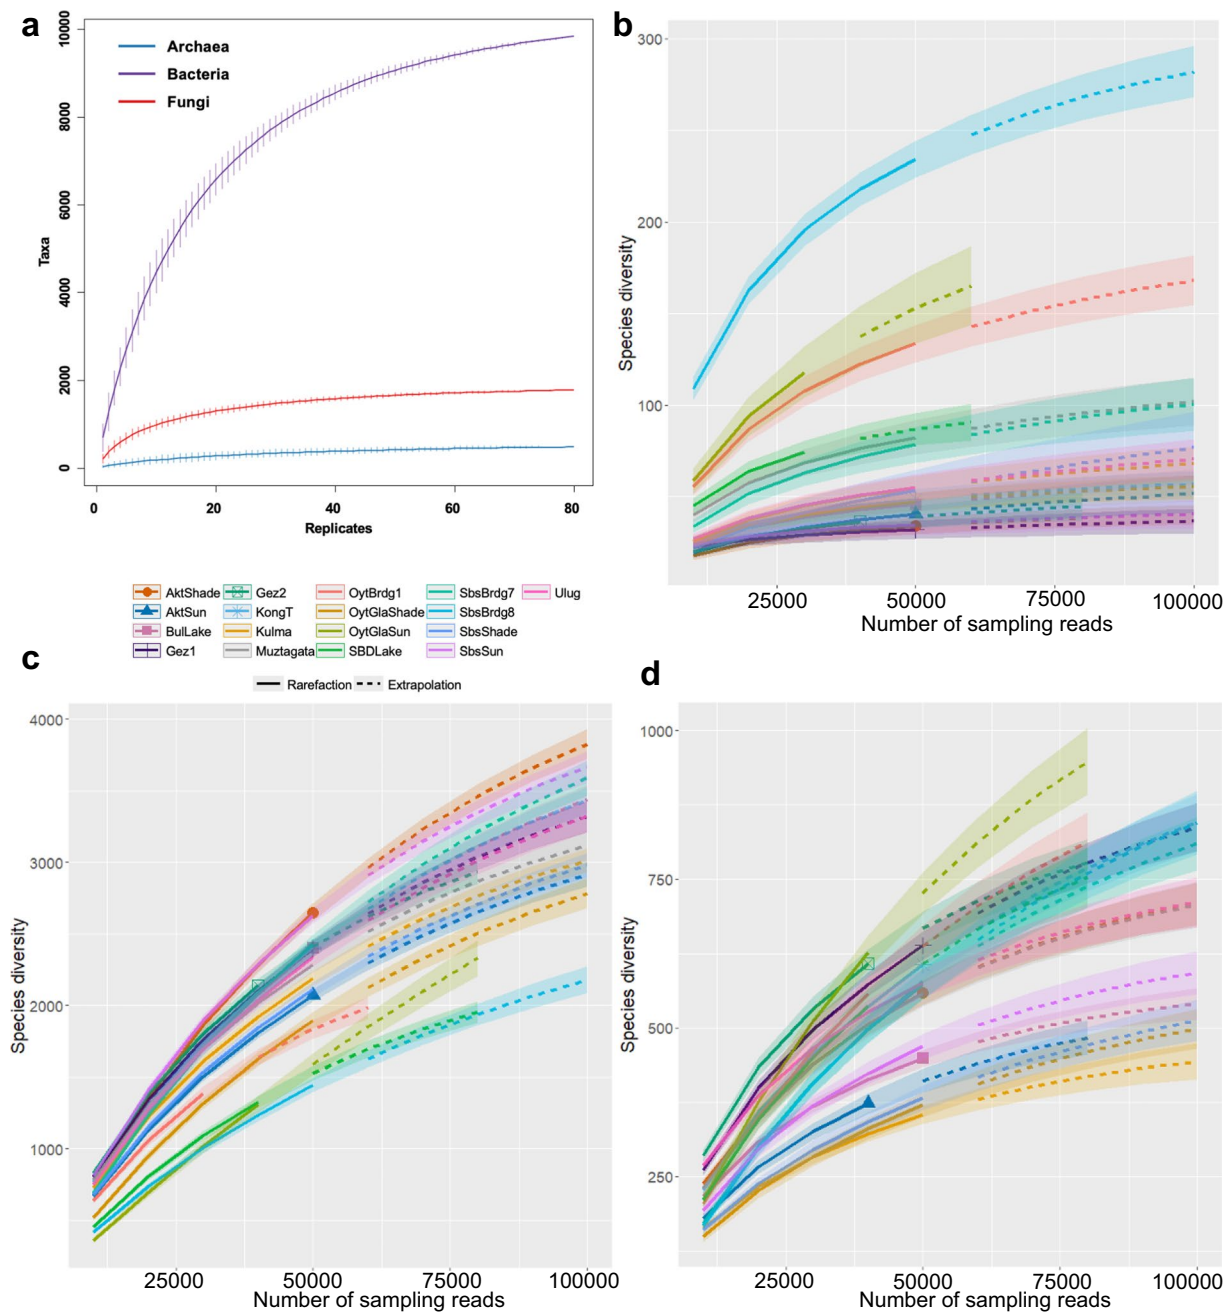 a
Archaea
Bacteria
Fungi
10000
8000
6000
4000
2000
0
Taxa
0
20
40
60
80
Replicates
b
300
200
100
Species diversity
25000
50000
75000
100000
Number of sampling reads
AktShade
Gez2
OytBrdg1
SbsBrdg7
Ulug
AktSun
KongT
OytGlaShade
SbsBrdg8
BulLake
Kulma
OytGlaSun
SbsShade
Gez1
Muztagata
SBDLake
SbsSun
Rarefaction
Extrapolation
c
4000
3000
2000
1000
Species diversity
25000
50000
75000
100000
Number of sampling reads
d
1000
750
500
250
Species diversity
25000
50000
75000
100000
Number of sampling reads